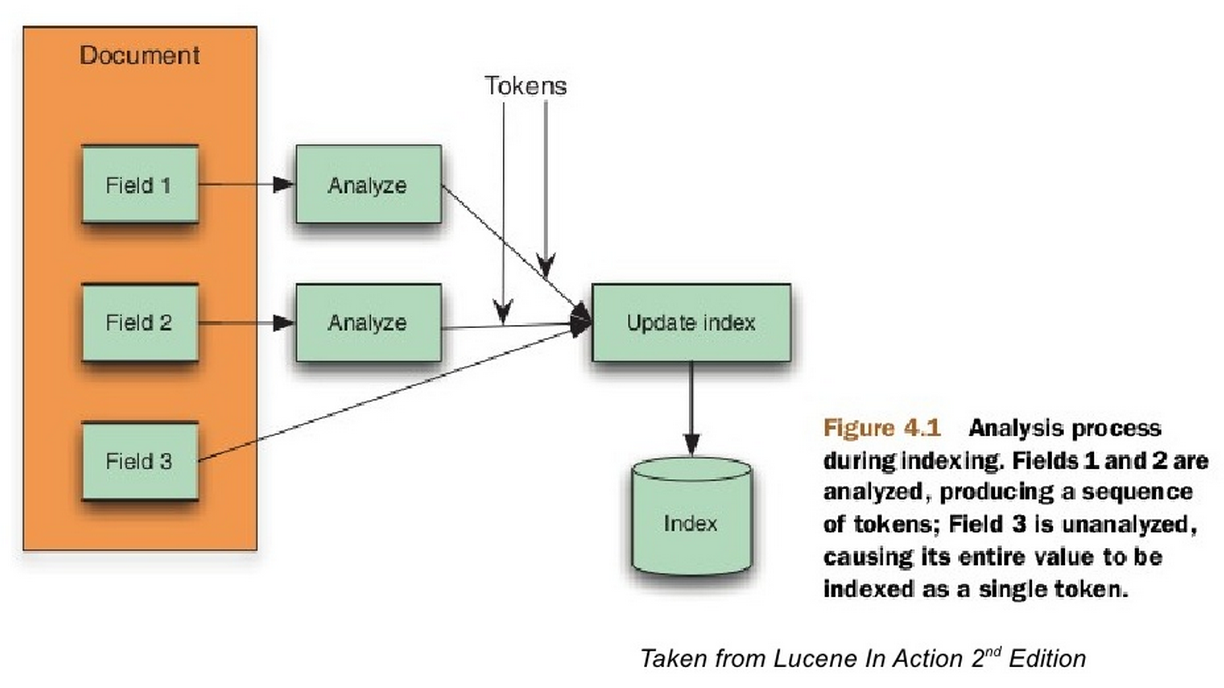 Document
Tokens
Field 1
Analyze
Field 2
Analyze
Update index
Field 3
Index
Figure 4.1 Analysis process
during indexing. Fields 1 and 2 are
analyzed, producing a sequence
of tokens; Field 3 is unanalyzed,
causing its entire value to be
indexed as a single token.
Taken from Lucene In Action 2nd Edition